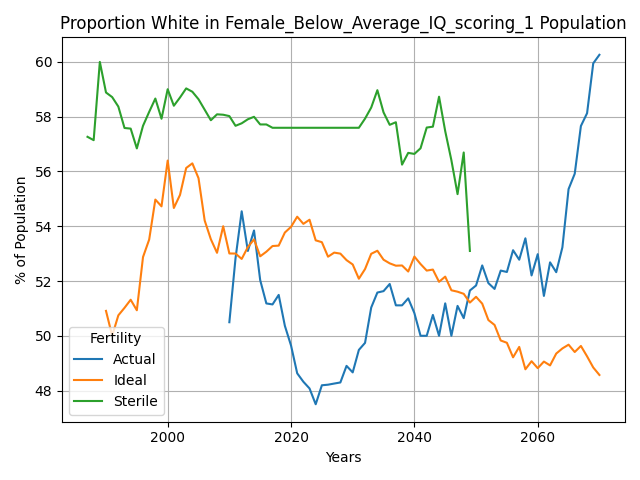 Proportion White in Female_Below_Average_IQ_scoring_1 Population
% of Population
60
58
56
54
52
50
48
Fertility
Actual
Ideal
Sterile
2000
2020
2040
2060
Years